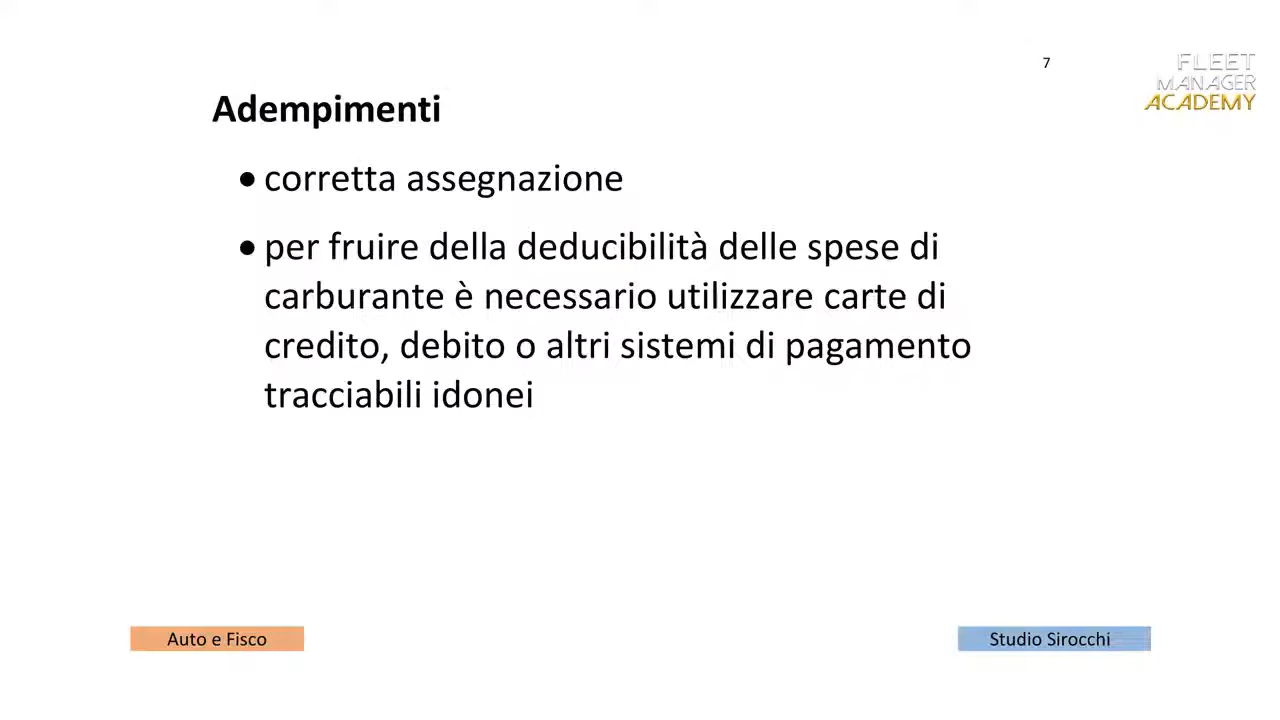 7
FLEET
MANAGER
ACADEMY
Adempimenti
• corretta assegnazione
• per fruire della deducibilità delle spese di
carburante è necessario utilizzare carte di
credito, debito o altri sistemi di pagamento
tracciabili idonei
Auto e Fisco
Studio Sirocchi